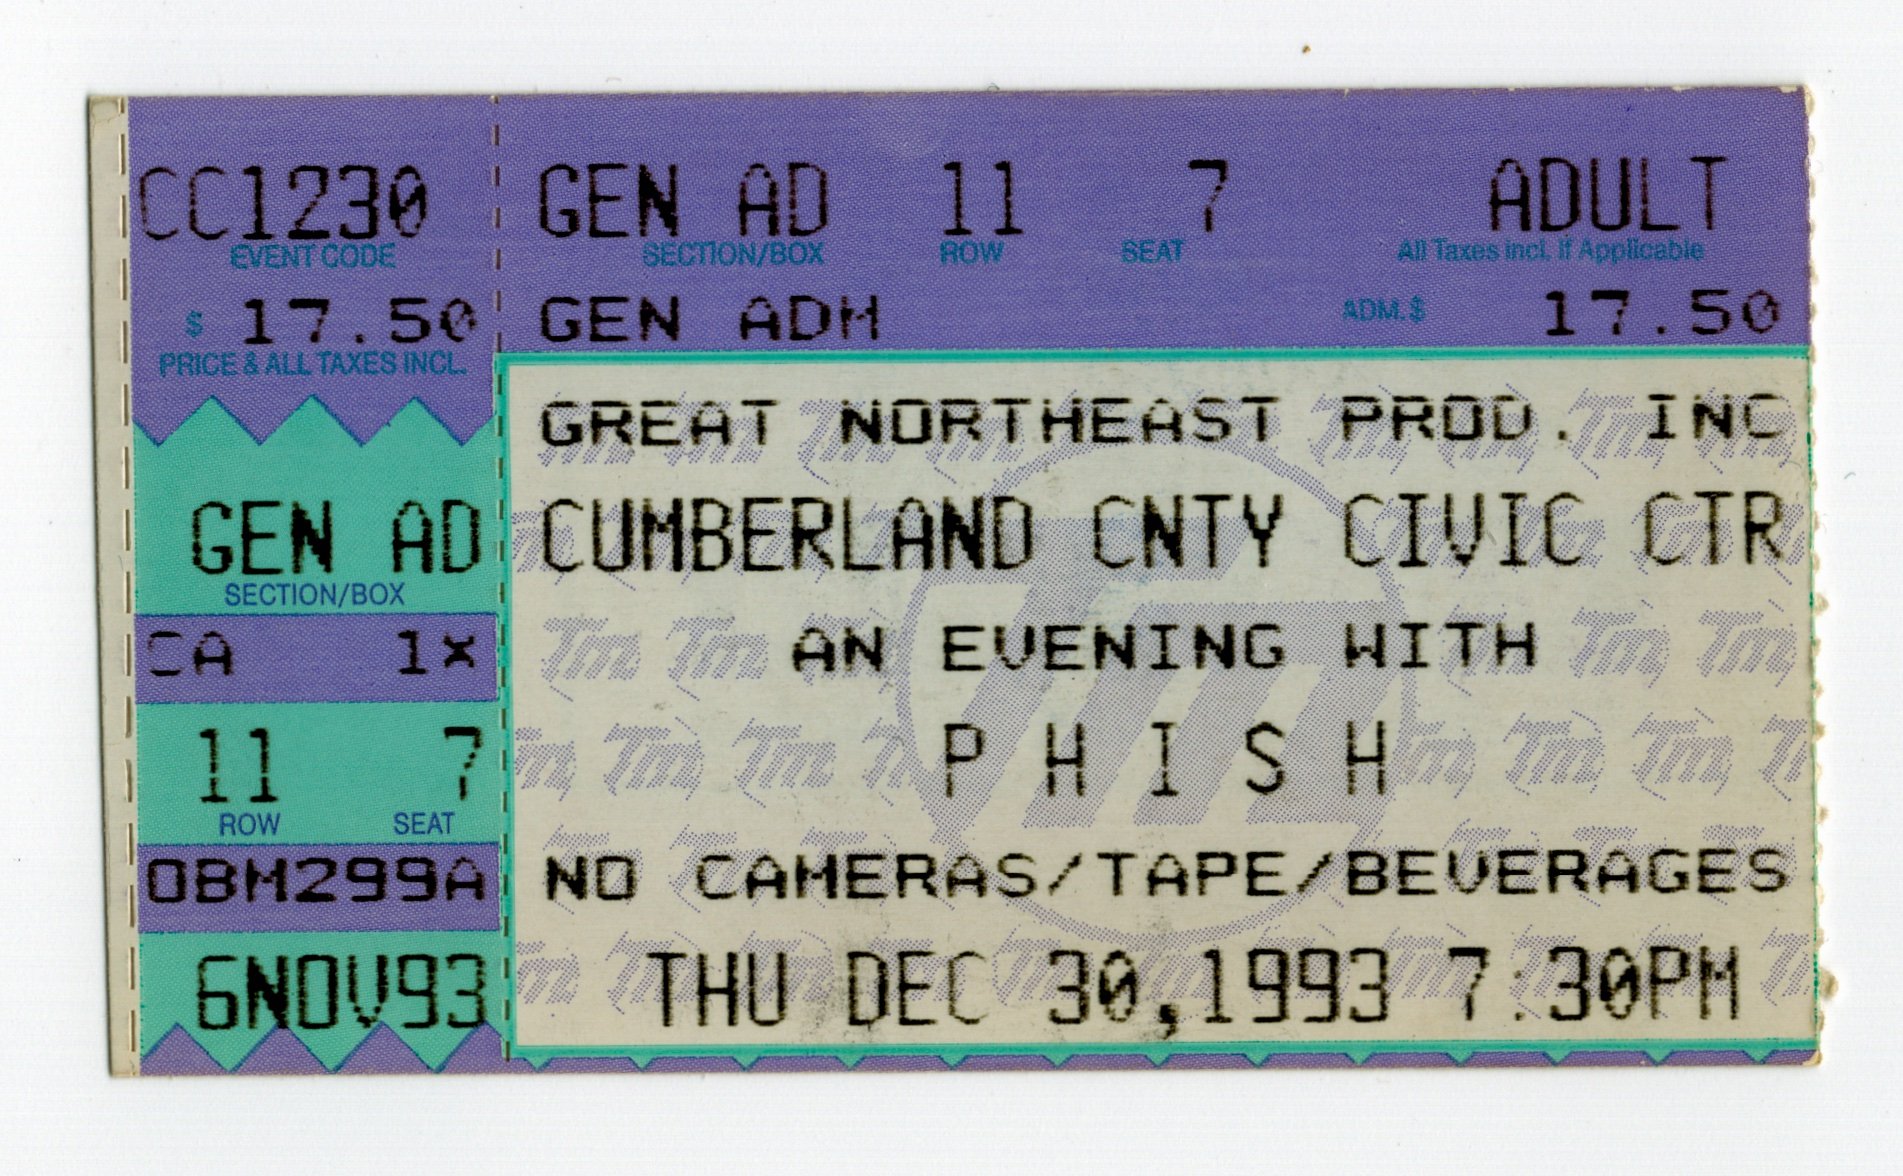 CC1230
EVENT CODE
$ 17.50
PRICE & ALL TAXES INCL.
GEN AD
SECTION/BOX
CA 1X
11 7
ROW SEAT
OBM299A
6NOV93
GEN AD 11 7 ADULT
SECTION/BOX ROW SEAT All Taxes incl. If Applicable
GEN ADM ADM.$ 17.50
GREAT NORTHEAST PROD. INC
CUMBERLAND CNTY CIVIC CTR
AN EVENING WITH
P H I S H
NO CAMERAS/TAPE/BEVERAGES
THU DEC 30,1993 7:30PM